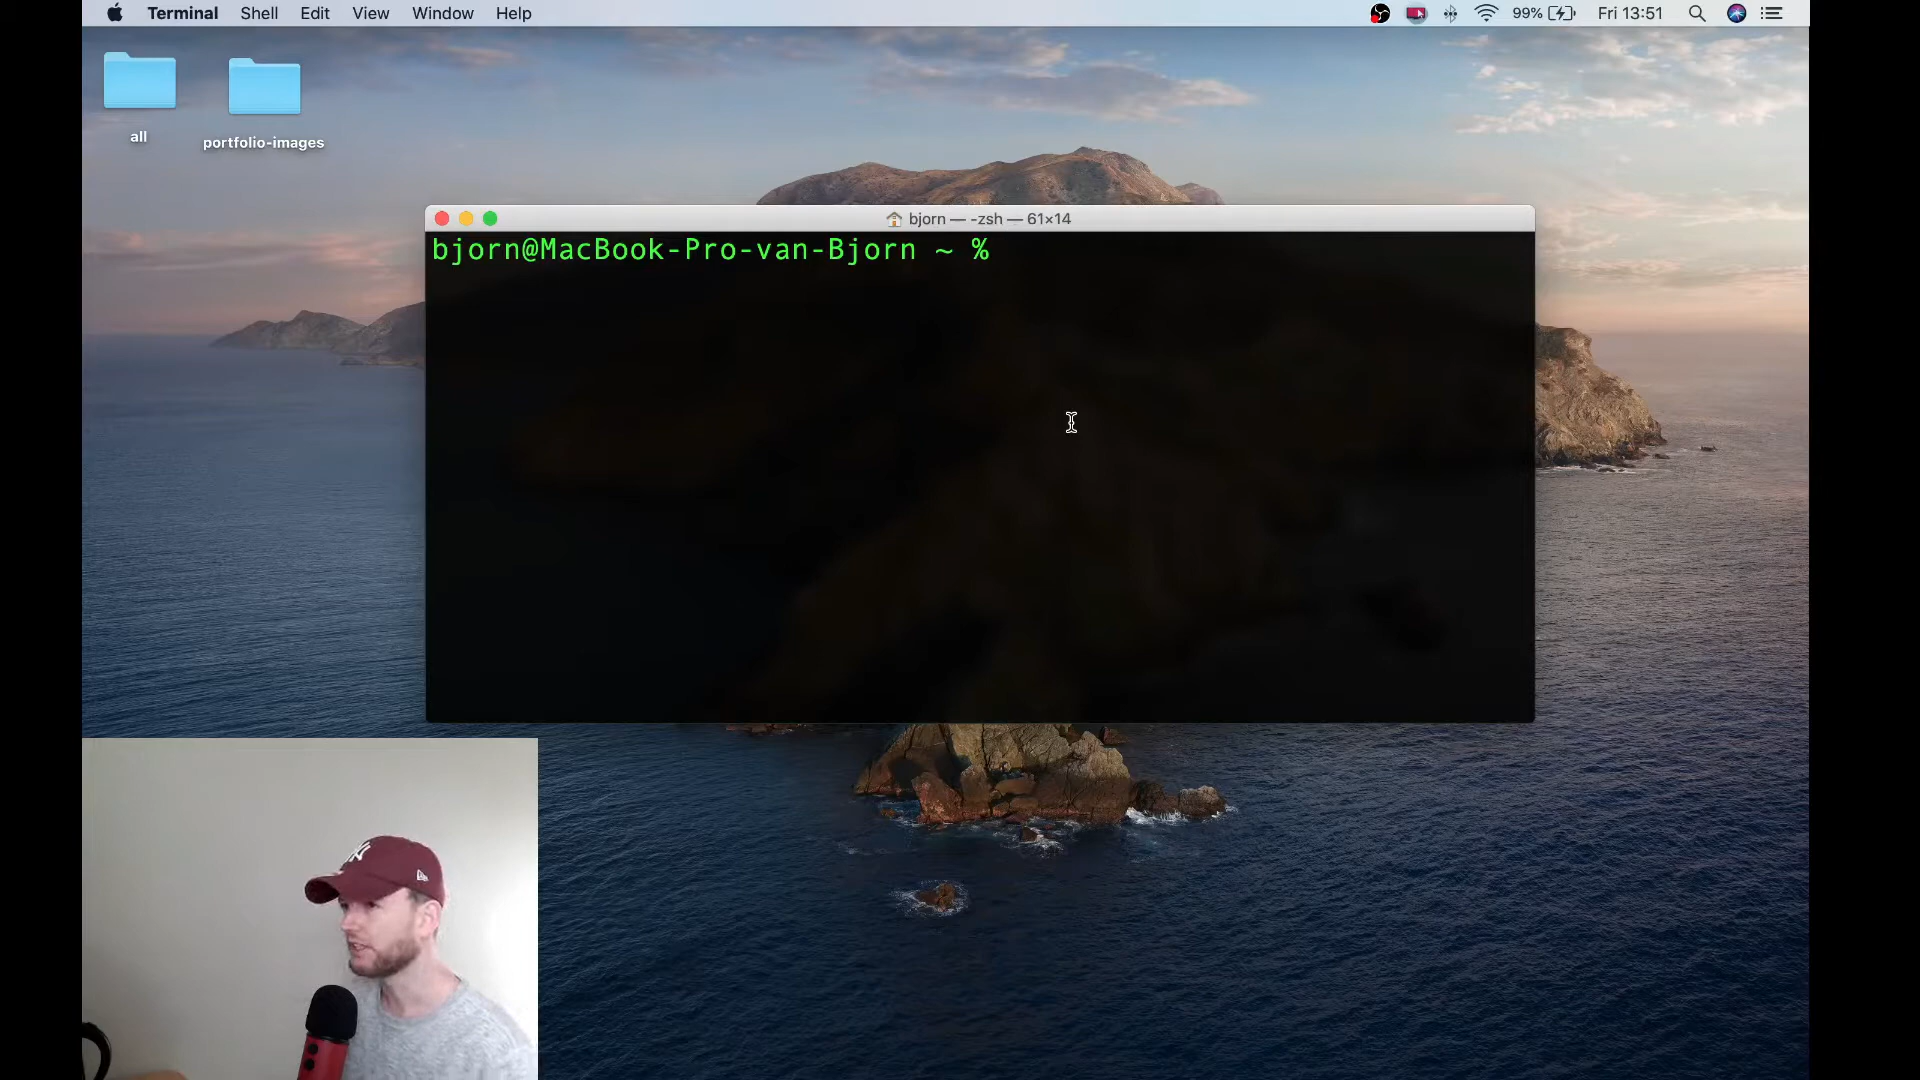 Terminal Shell Edit View Window Help 99% Fri 13:51
all
portfolio-images
bjorn — -zsh — 61×14
bjorn@MacBook-Pro-van-Bjorn ~ %
NY